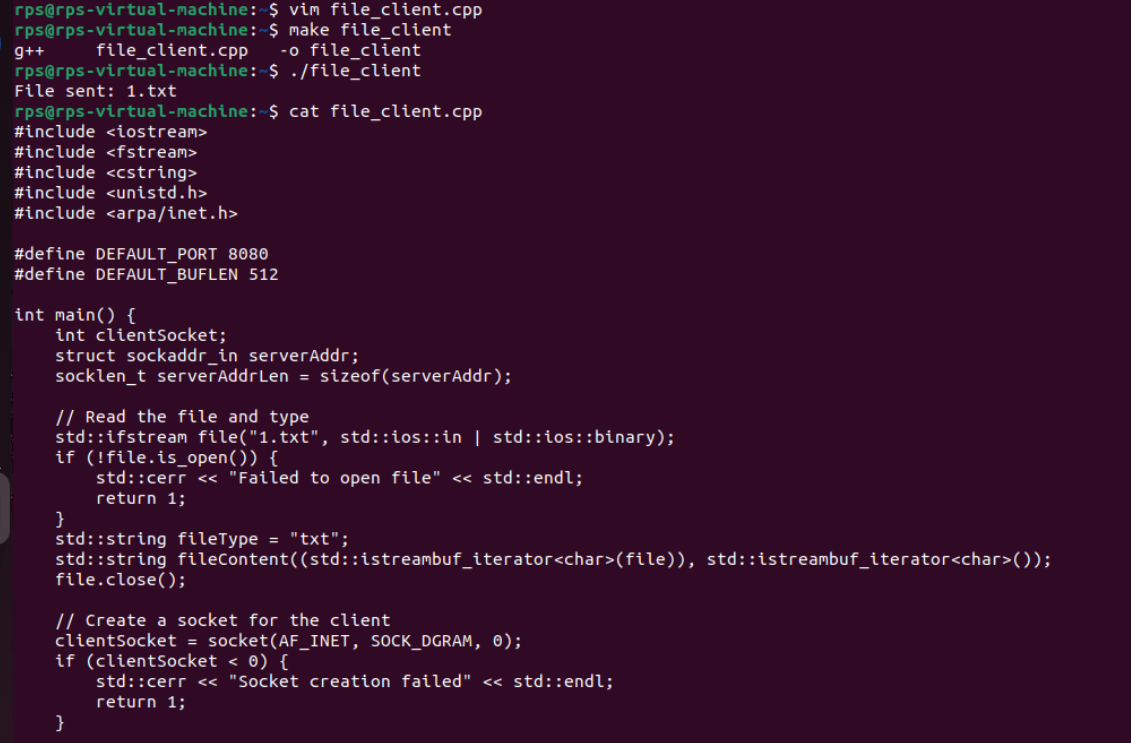 rps@rps-virtual-machine:~$ vim file_client.cpp
rps@rps-virtual-machine:~$ make file_client
g++     file_client.cpp   -o file_client
rps@rps-virtual-machine:~$ ./file_client
File sent: 1.txt
rps@rps-virtual-machine:~$ cat file_client.cpp
#include <iostream>
#include <fstream>
#include <cstring>
#include <unistd.h>
#include <arpa/inet.h>

#define DEFAULT_PORT 8080
#define DEFAULT_BUFLEN 512

int main() {
    int clientSocket;
    struct sockaddr_in serverAddr;
    socklen_t serverAddrLen = sizeof(serverAddr);

    // Read the file and type
    std::ifstream file("1.txt", std::ios::in | std::ios::binary);
    if (!file.is_open()) {
        std::cerr << "Failed to open file" << std::endl;
        return 1;
    }
    std::string fileType = "txt";
    std::string fileContent((std::istreambuf_iterator<char>(file)), std::istreambuf_iterator<char>());
    file.close();

    // Create a socket for the client
    clientSocket = socket(AF_INET, SOCK_DGRAM, 0);
    if (clientSocket < 0) {
        std::cerr << "Socket creation failed" << std::endl;
        return 1;
    }